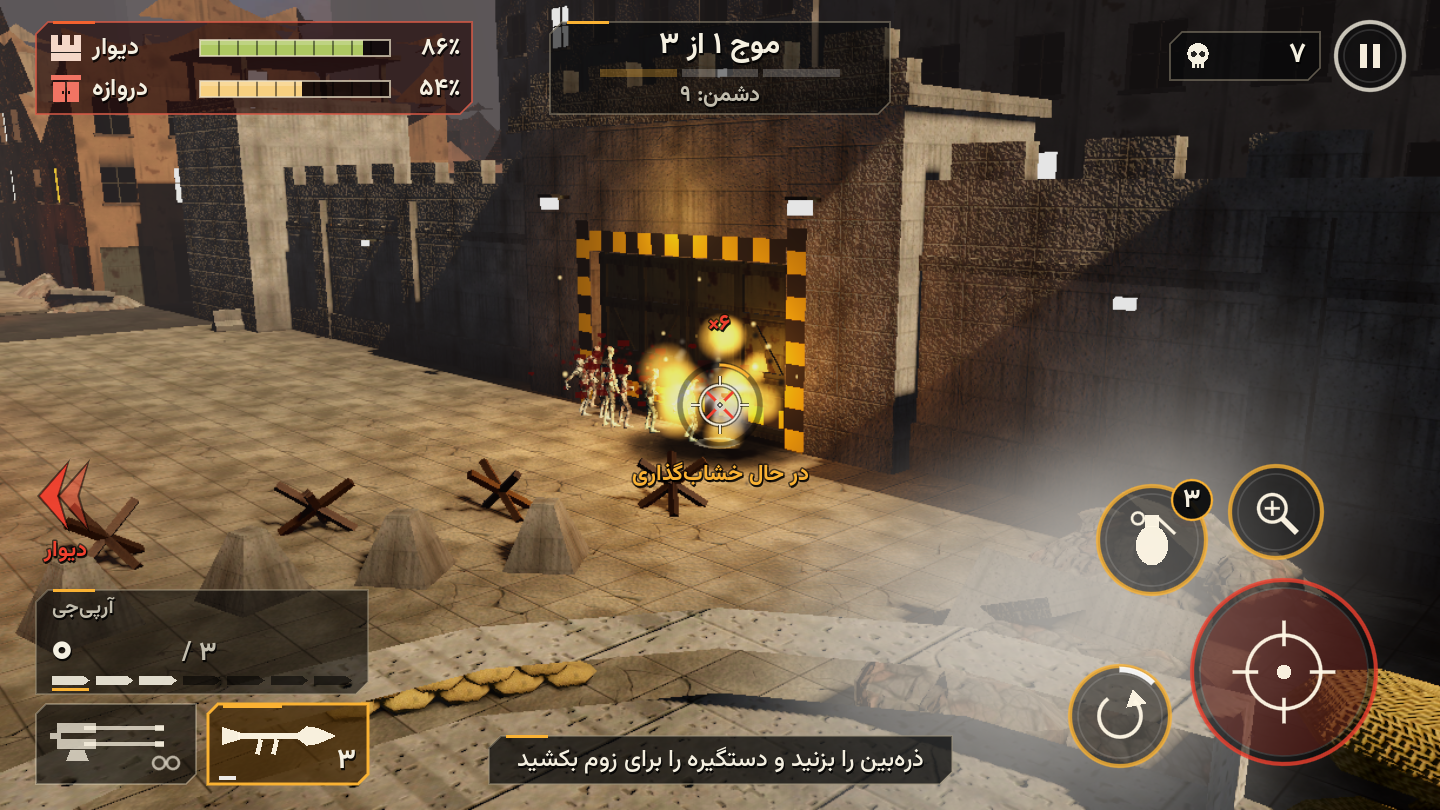 دیوار ۸۶٪
دروازه ۵۴٪
موج ۱ از ۳
دشمن: ۹
۷
×۶
در حال خشاب‌گذاری
دیوار
آرپی‌جی
۰ / ۳
∞
۳
۳
ذره‌بین را بزنید و دستگیره را برای زوم بکشید